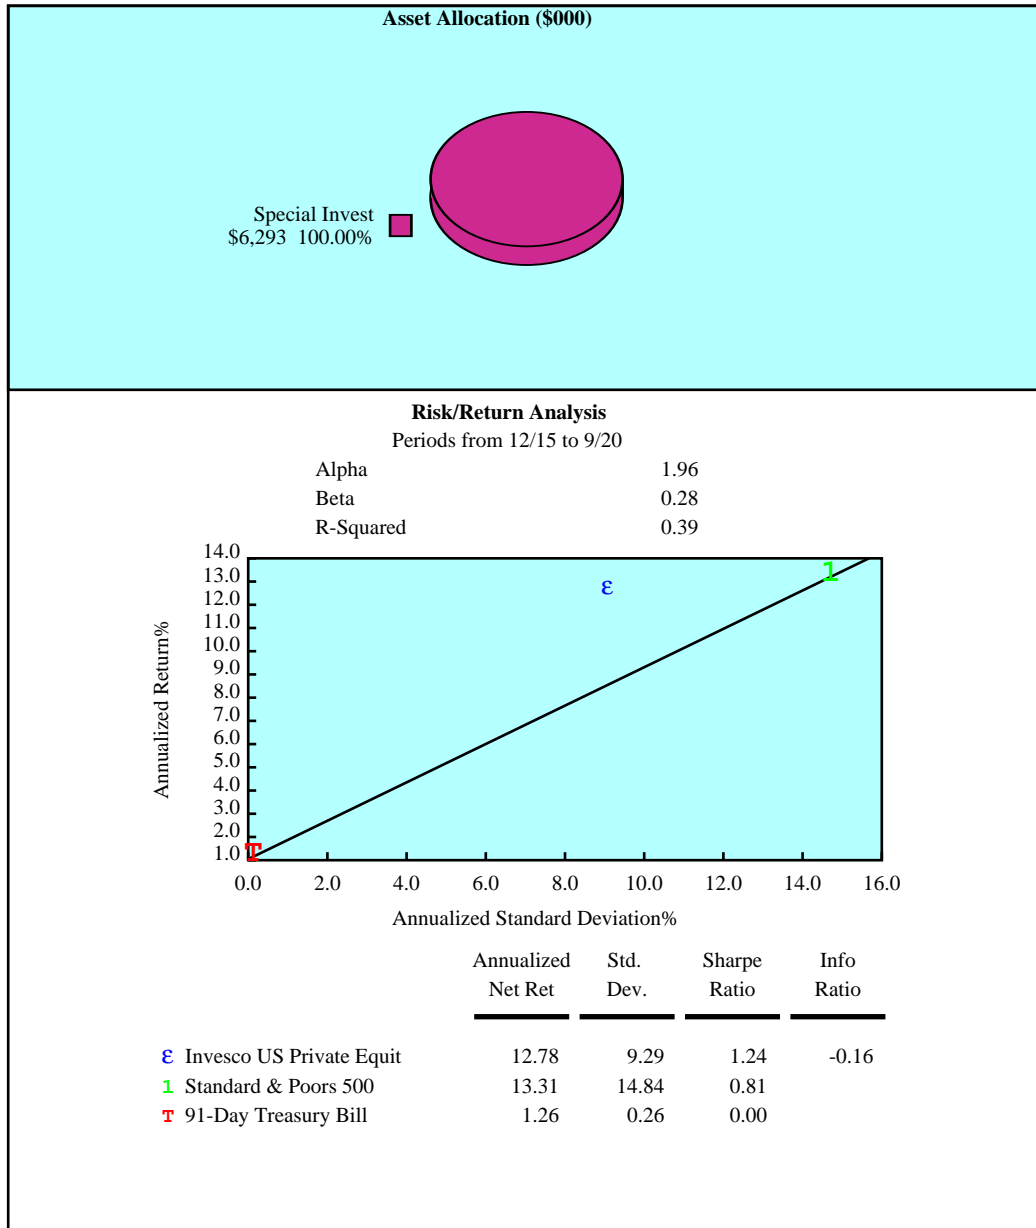 Asset Allocation ($000)
Special Invest
$6,293 100.00%
Risk/Return Analysis
Periods from 12/15 to 9/20
Alpha 1.96
Beta 0.28
R-Squared 0.39
14.0
13.0
12.0
11.0
10.0
9.0
8.0
7.0
6.0
5.0
4.0
3.0
2.0
1.0
Annualized Return%
ε
1
T
0.0 2.0 4.0 6.0 8.0 10.0 12.0 14.0 16.0
Annualized Standard Deviation%
Annualized Std. Sharpe Info
Net Ret Dev. Ratio Ratio
ε Invesco US Private Equit 12.78 9.29 1.24 -0.16
1 Standard & Poors 500 13.31 14.84 0.81
T 91-Day Treasury Bill 1.26 0.26 0.00